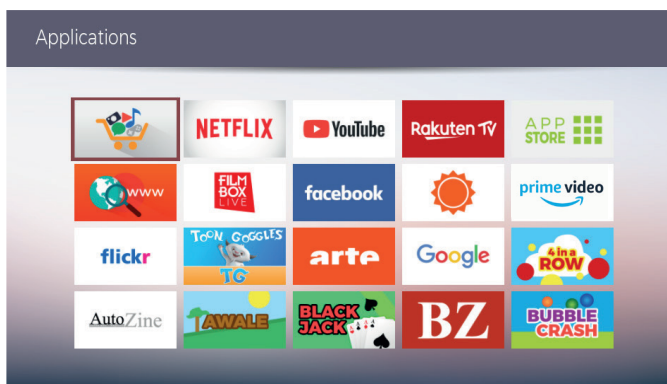 Applications
NETFLIX
YouTube
Rakuten TV
APP
STORE
www
FILM
BOX
LIVE
facebook
prime video
flickr
TOON GOGGLES
TG
arte
Google
4 in a
ROW
AutoZine
AWALE
BLACK
JACK
BZ
BUBBLE
CRASH